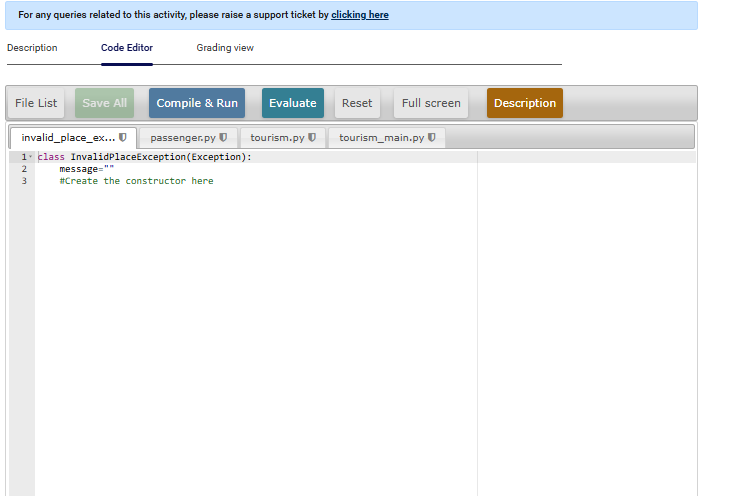 For any queries related to this activity, please raise a support ticket by clicking here
Description Code Editor Grading view
File List Save All Compile & Run Evaluate Reset Full screen Description
invalid_place_ex... passenger.py tourism.py tourism_main.py
1 class InvalidPlaceException(Exception):
2 message=""
3 #Create the constructor here